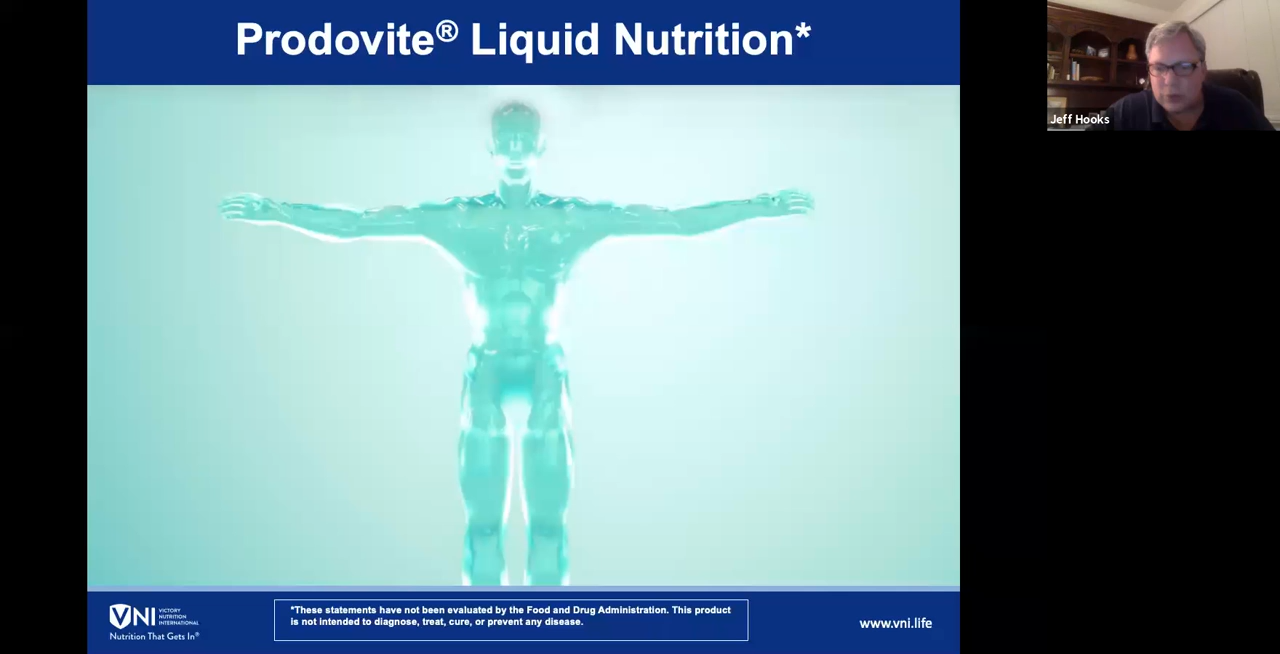 Prodovite® Liquid Nutrition*
Jeff Hooks
VNI
VICTORY
NUTRITION
INTERNATIONAL
Nutrition That Gets In®
*These statements have not been evaluated by the Food and Drug Administration. This product
is not intended to diagnose, treat, cure, or prevent any disease.
www.vni.life